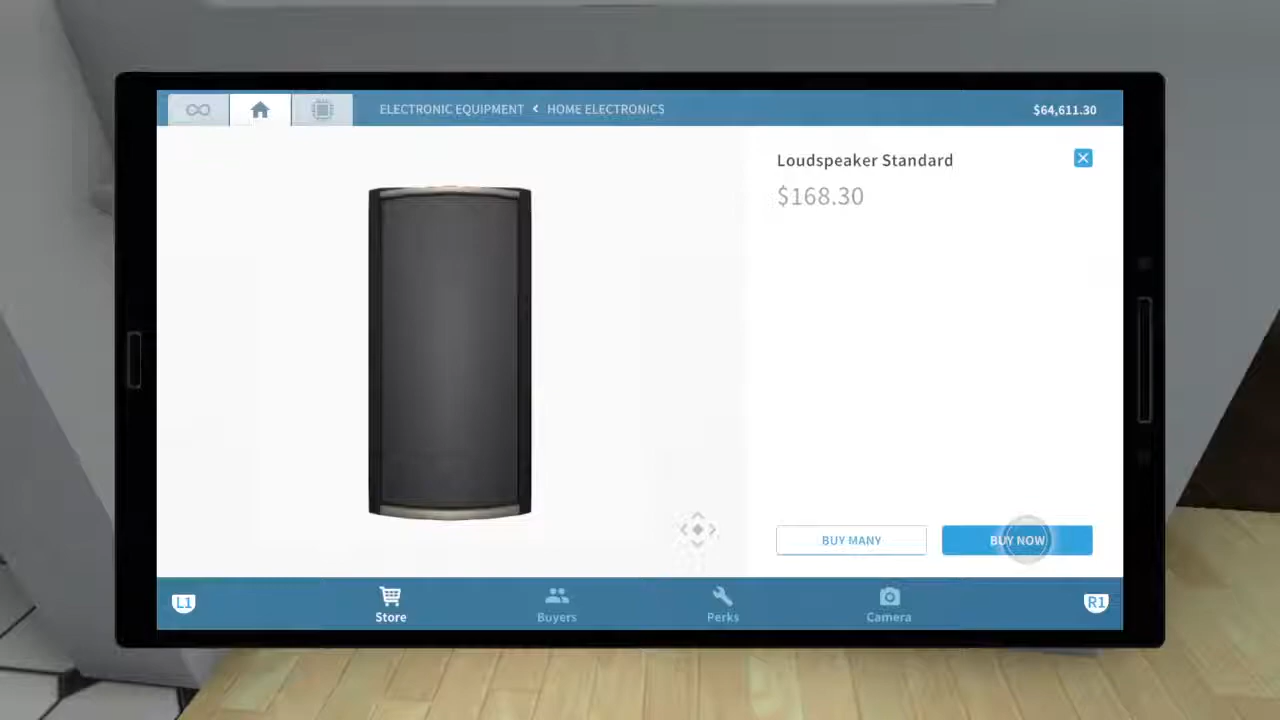 ELECTRONIC EQUIPMENT < HOME ELECTRONICS
$64,611.30
Loudspeaker Standard
$168.30
BUY MANY
BUY NOW
L1
Store
Buyers
Perks
Camera
R1